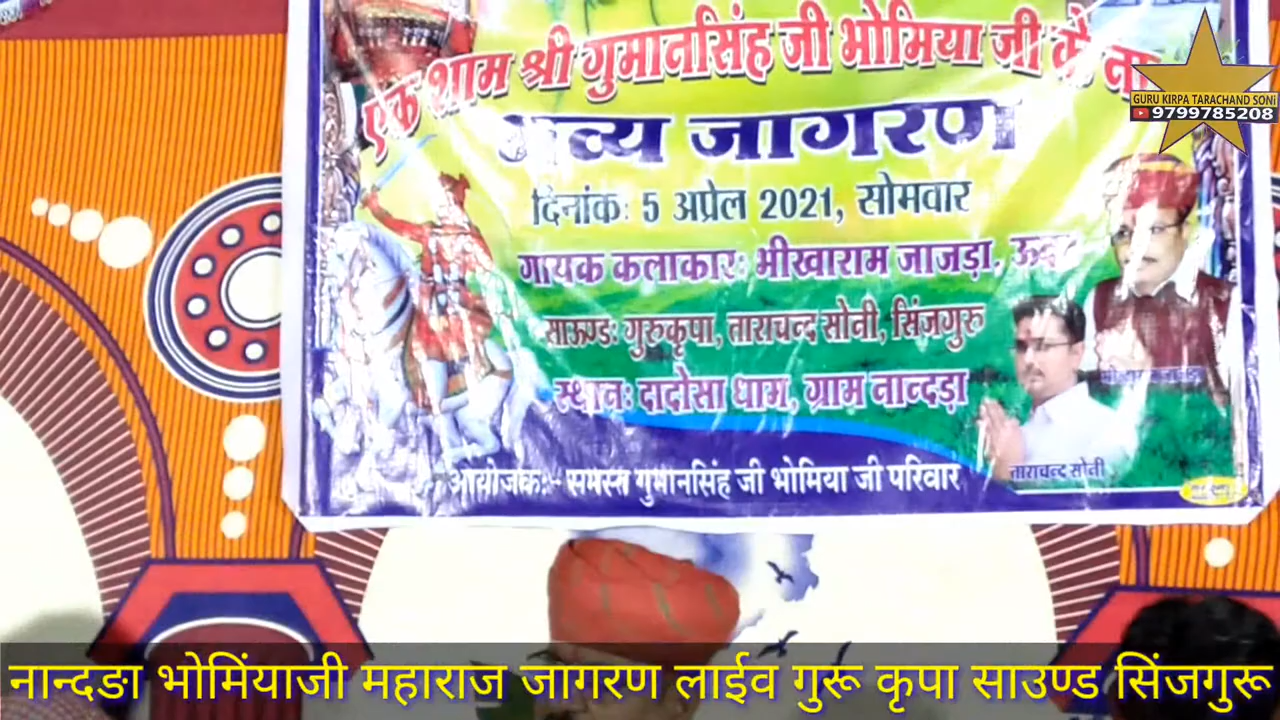 एक शाम श्री गुमानसिंह जी भोमिया जी के
भव्य जागरण
दिनांकः 5 अप्रेल 2021, सोमवार
गायक कलाकारः भीखाराम जाजड़ा,
साऊण्डः गुरुकृपा, ताराचन्द सोनी, सिंजगुरु
स्थानः दादोसा धाम, ग्राम नान्दड़ा
ताराचन्द सोनी
आयोजकः- समस्त गुमानसिंह जी भोमिया जी परिवार
GURU KIRPA TARACHAND SONI
9799785208
नान्दङा भोमिंयाजी महाराज जागरण लाईव गुरू कृपा साउण्ड सिंजगुरू